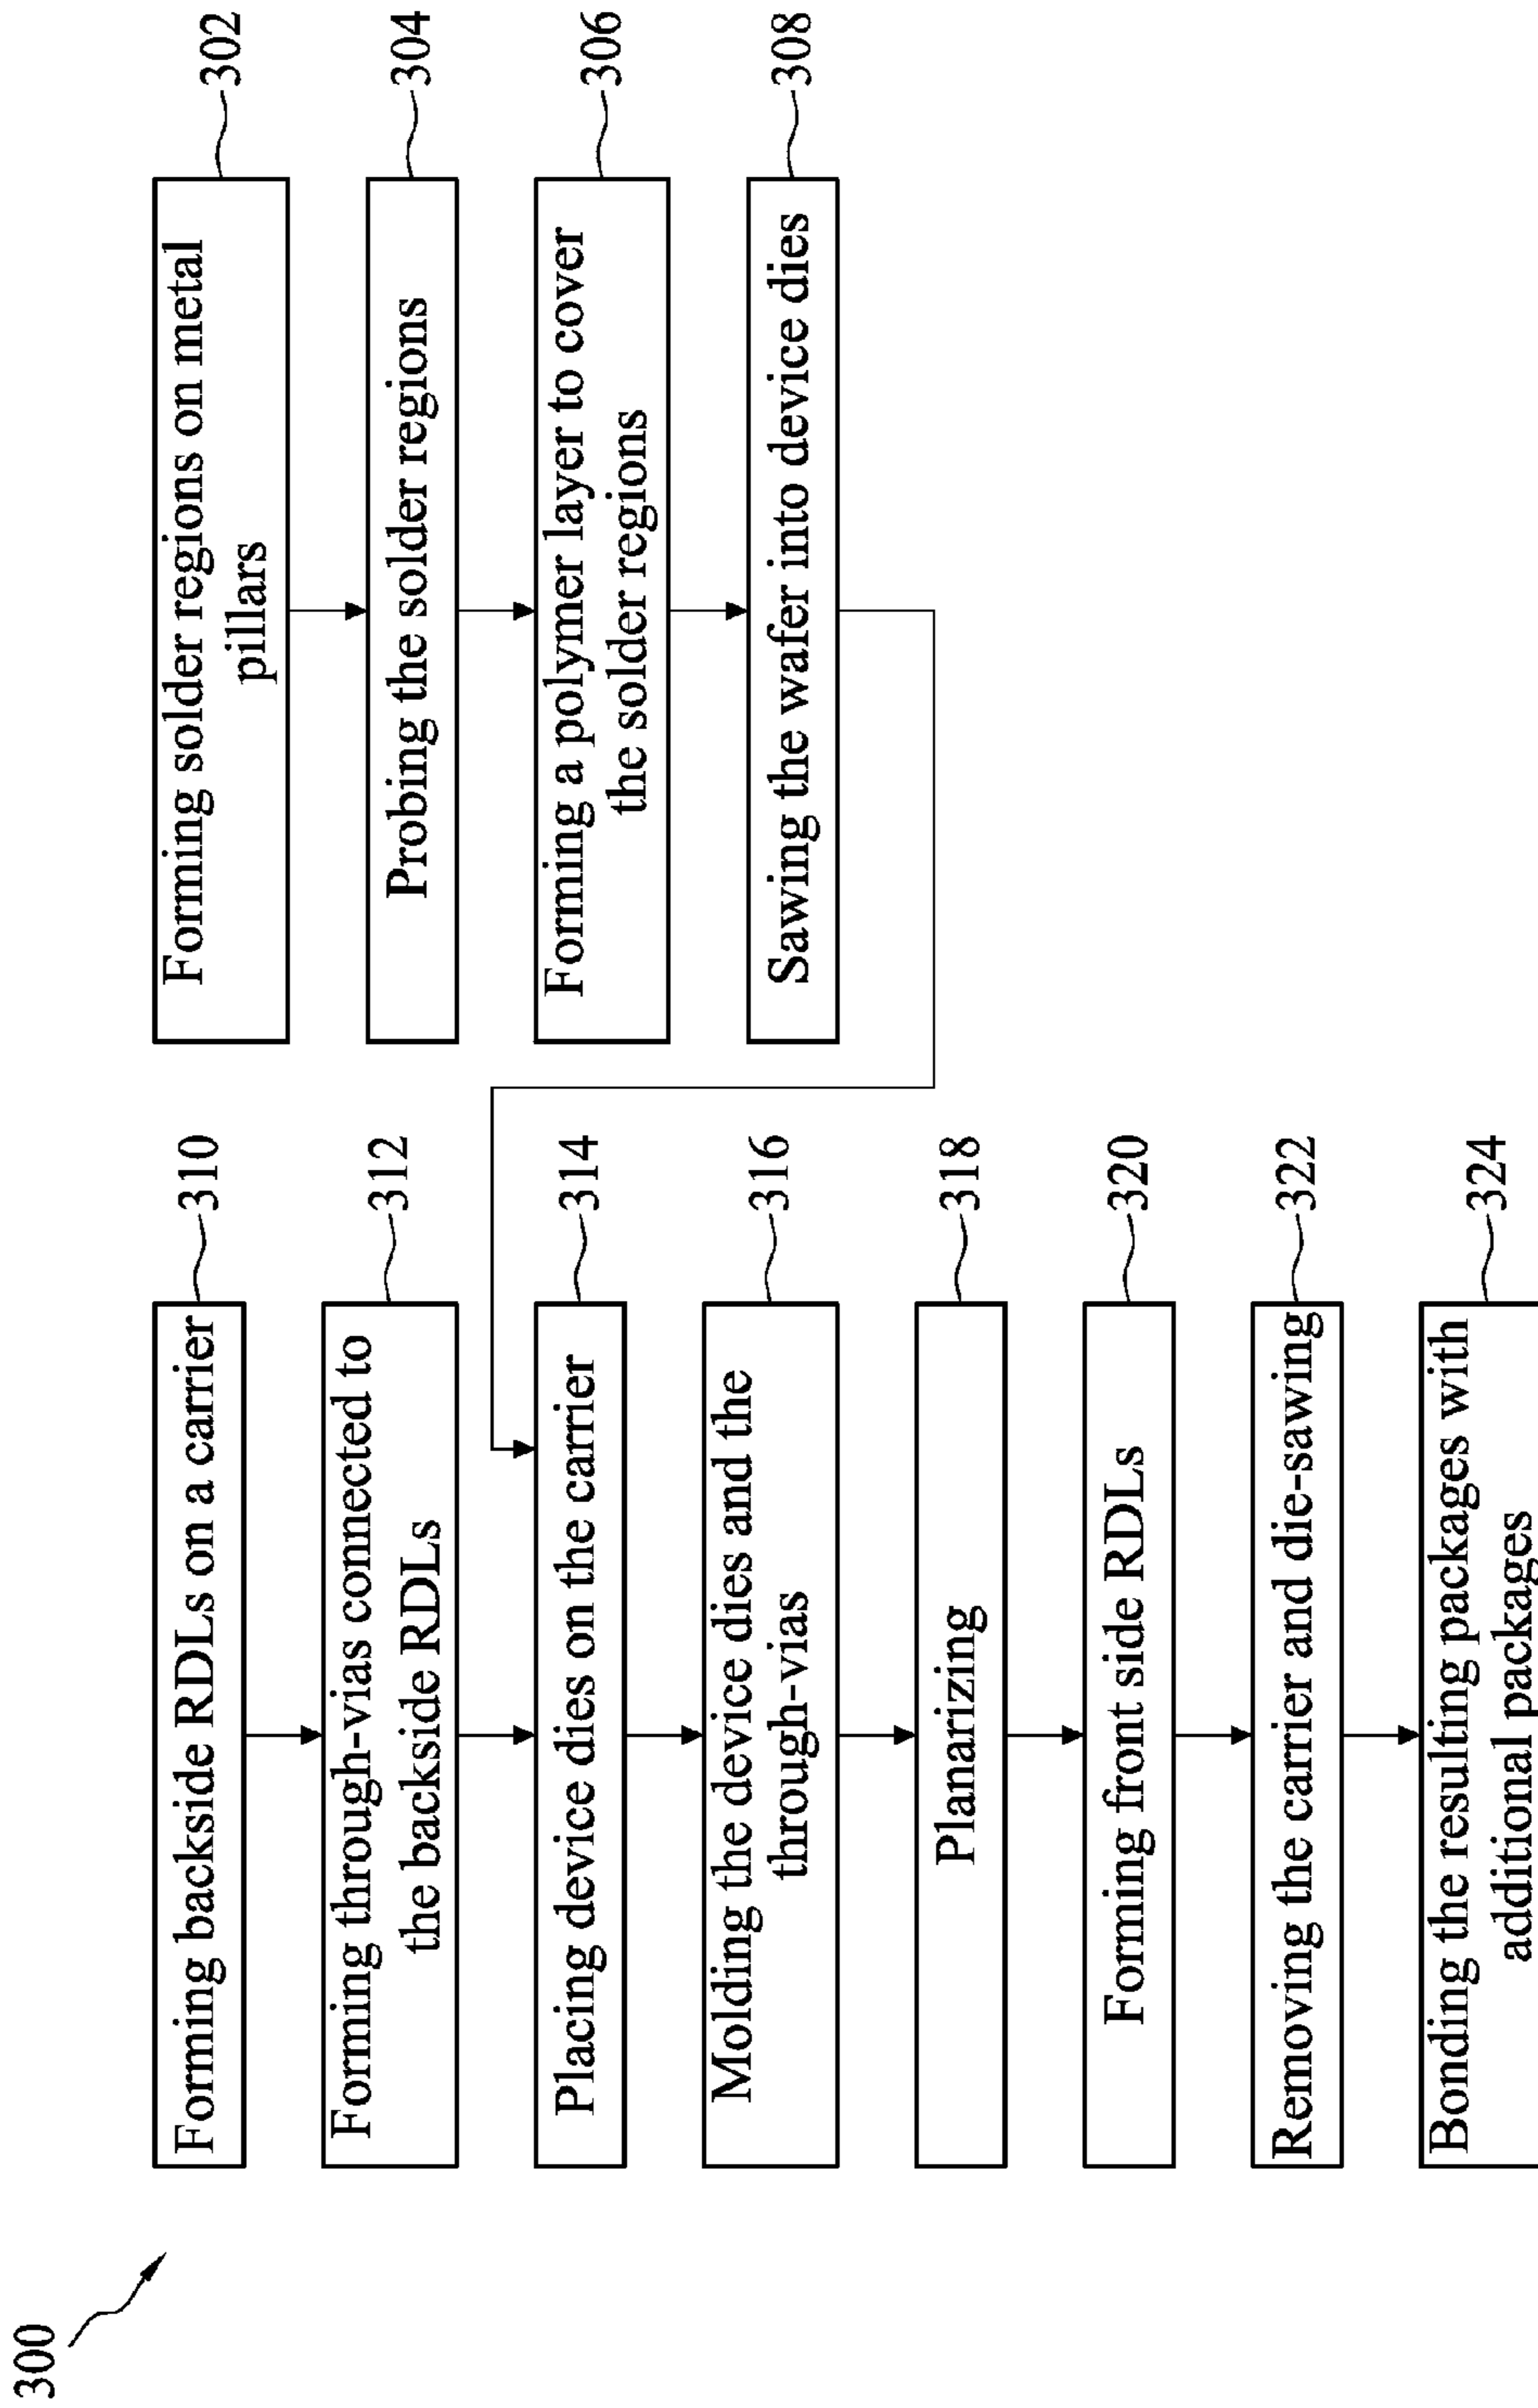 300
Forming backside RDLs on a carrier
310
Forming through-vias connected to
the backside RDLs
312
Placing device dies on the carrier
314
Molding the device dies and the
through-vias
316
Planarizing
318
Forming front side RDLs
320
Removing the carrier and die-sawing
322
Bonding the resulting packages with
additional packages
324
Forming solder regions on metal
pillars
302
Probing the solder regions
304
Forming a polymer layer to cover
the solder regions
306
Sawing the wafer into device dies
308